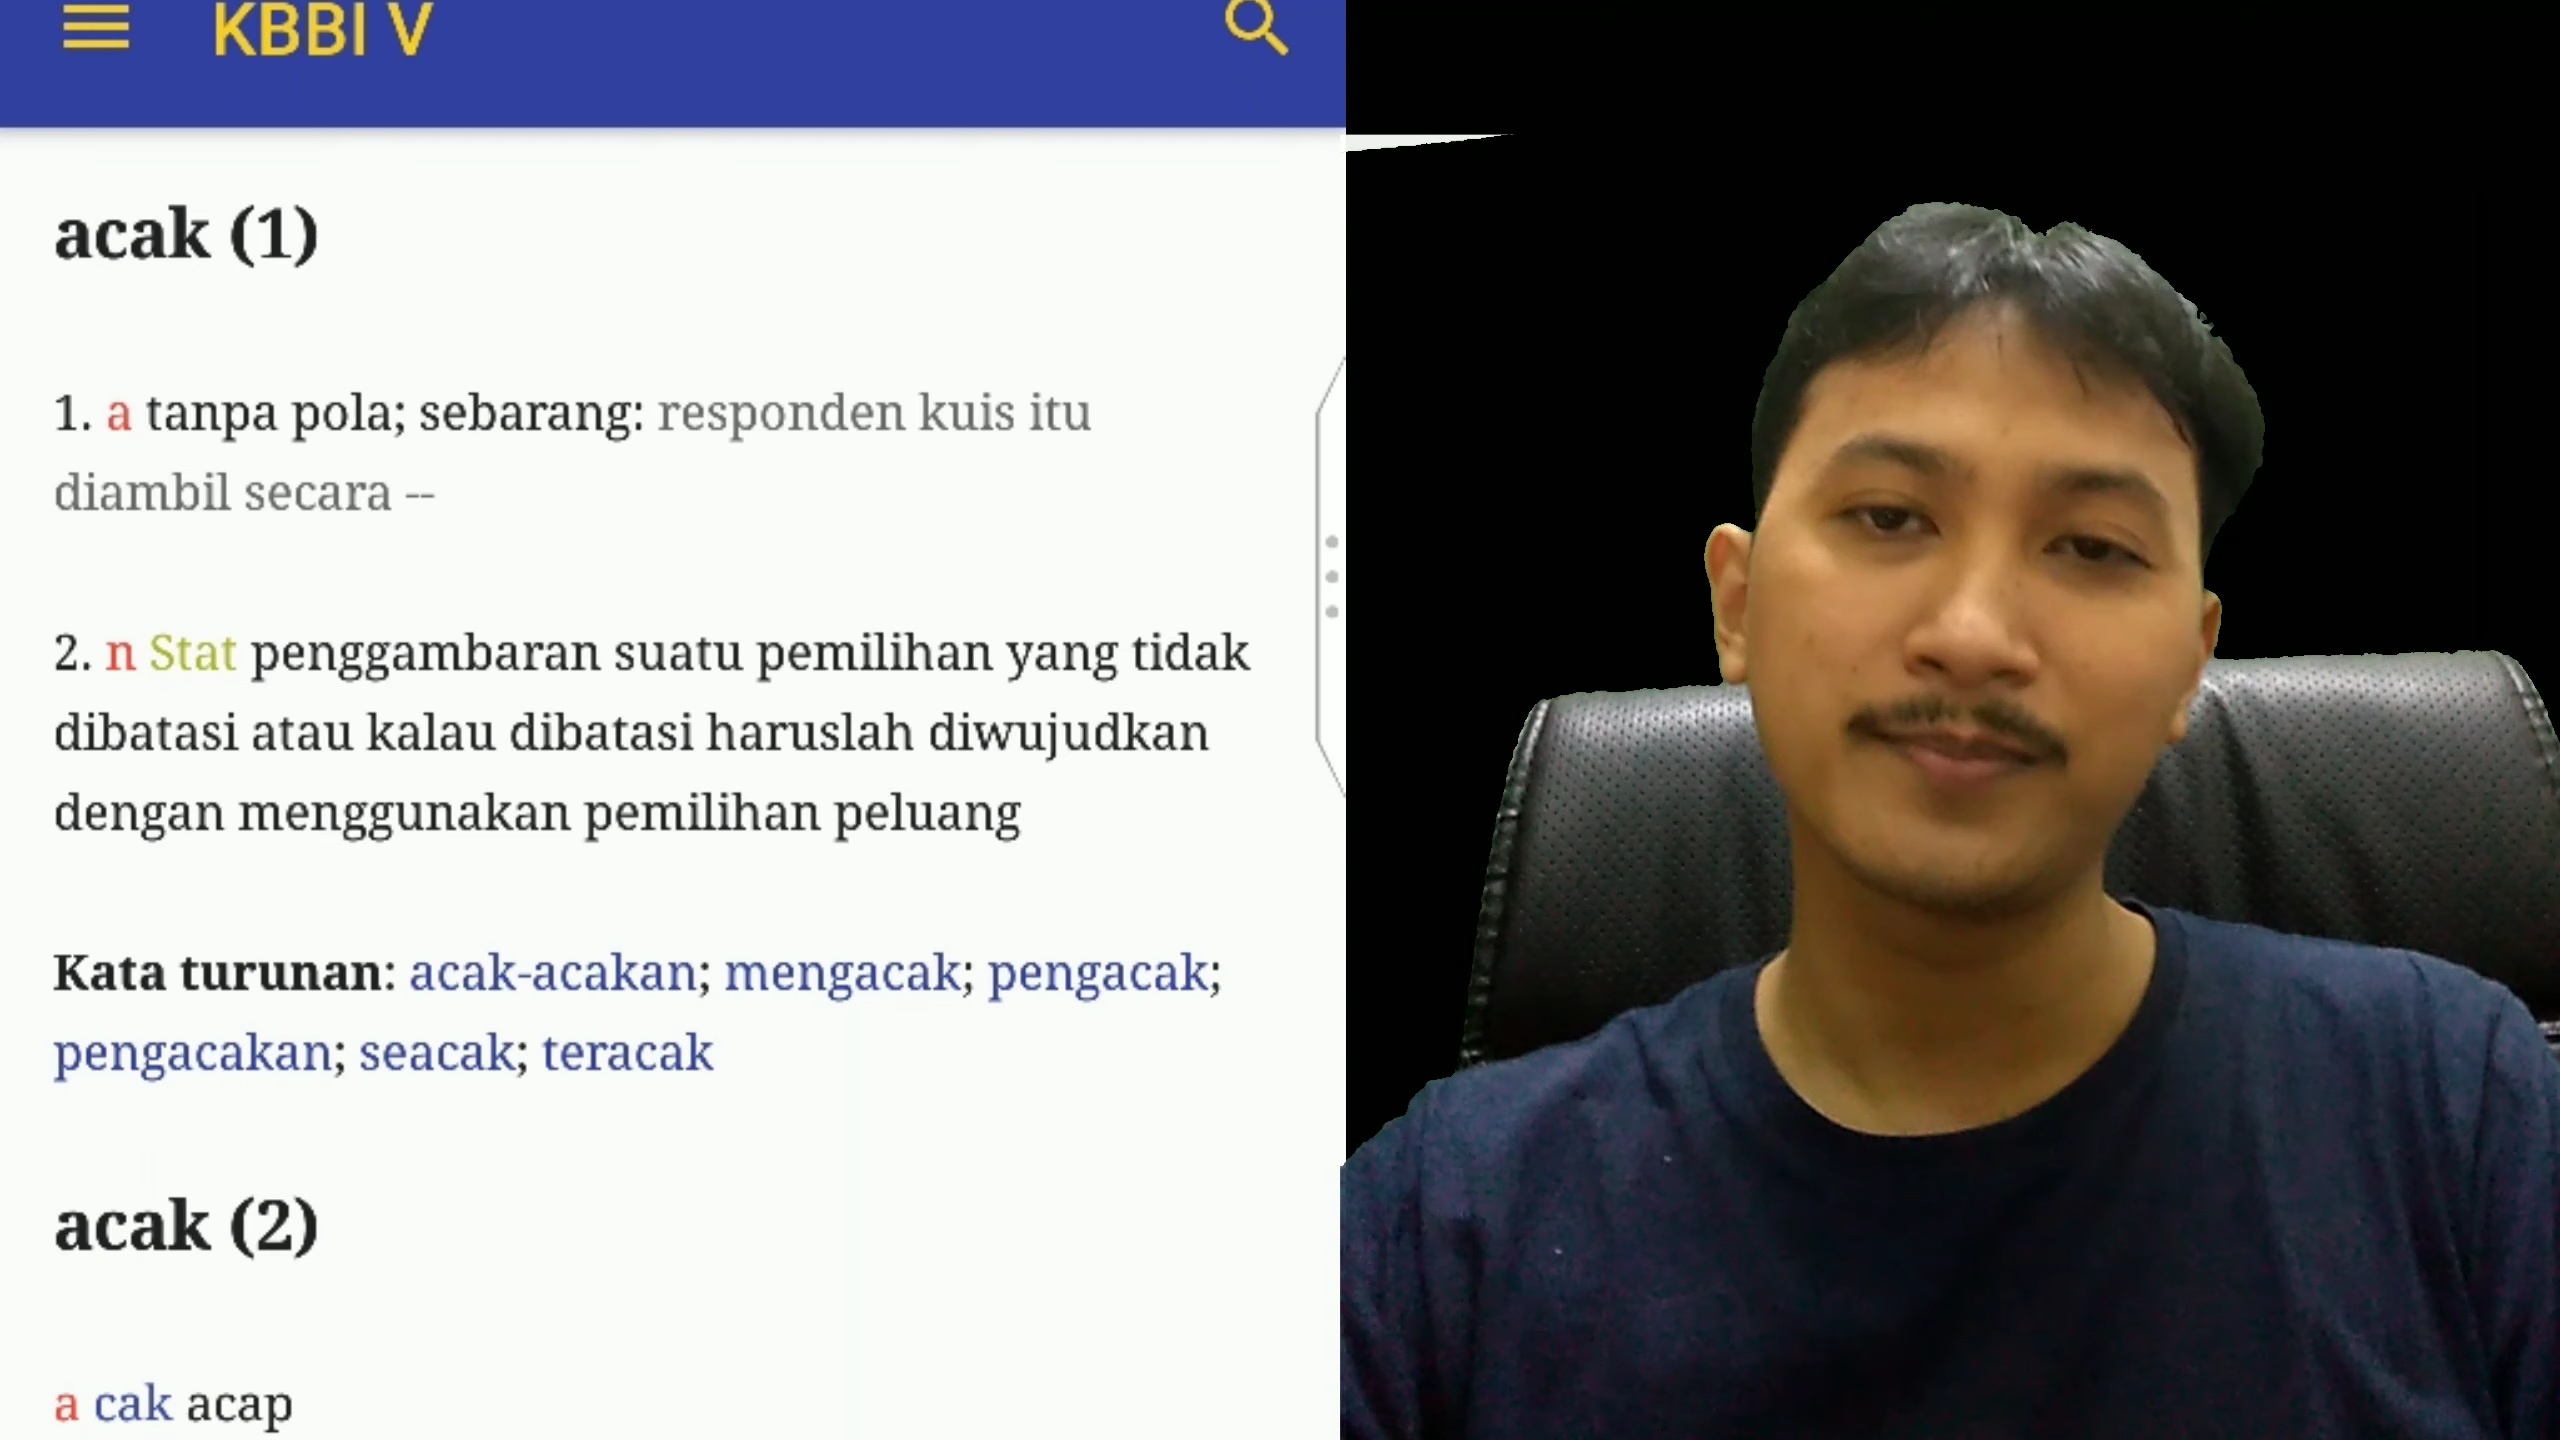 KBBI V
acak (1)
1. a tanpa pola; sebarang: responden kuis itu
diambil secara --
2. n Stat penggambaran suatu pemilihan yang tidak
dibatasi atau kalau dibatasi haruslah diwujudkan
dengan menggunakan pemilihan peluang
Kata turunan: acak-acakan; mengacak; pengacak;
pengacakan; seacak; teracak
acak (2)
a cak acap